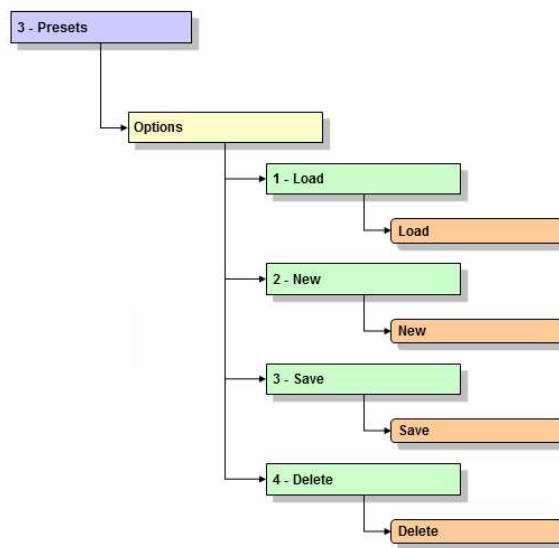 3 - Presets
Options
1 - Load
Load
2 - New
New
3 - Save
Save
4 - Delete
Delete